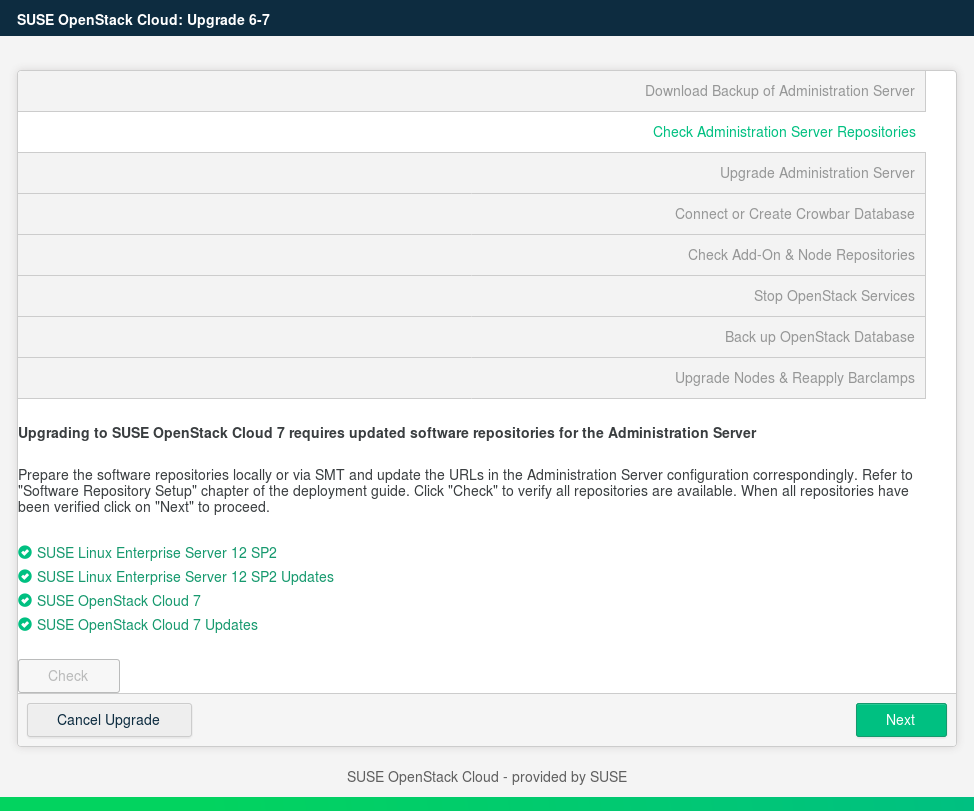 SUSE OpenStack Cloud: Upgrade 6-7
Download Backup of Administration Server
Check Administration Server Repositories
Upgrade Administration Server
Connect or Create Crowbar Database
Check Add-On & Node Repositories
Stop OpenStack Services
Back up OpenStack Database
Upgrade Nodes & Reapply Barclamps
Upgrading to SUSE OpenStack Cloud 7 requires updated software repositories for the Administration Server
Prepare the software repositories locally or via SMT and update the URLs in the Administration Server configuration correspondingly. Refer to
"Software Repository Setup" chapter of the deployment guide. Click "Check" to verify all repositories are available. When all repositories have
been verified click on "Next" to proceed.
SUSE Linux Enterprise Server 12 SP2
SUSE Linux Enterprise Server 12 SP2 Updates
SUSE OpenStack Cloud 7
SUSE OpenStack Cloud 7 Updates
Check
Cancel Upgrade
Next
SUSE OpenStack Cloud - provided by SUSE